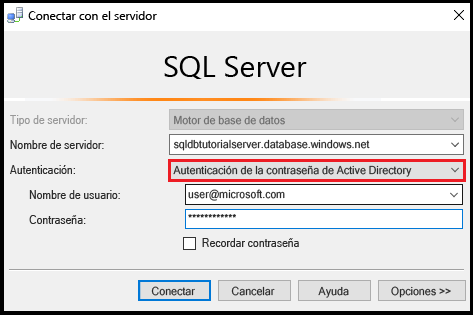 Conectar con el servidor
SQL Server
Tipo de servidor: Motor de base de datos
Nombre de servidor: sqldbtutorialserver.database.windows.net
Autenticación: Autenticación de la contraseña de Active Directory
Nombre de usuario: user@microsoft.com
Contraseña: ************
Recordar contraseña
Conectar Cancelar Ayuda Opciones >>